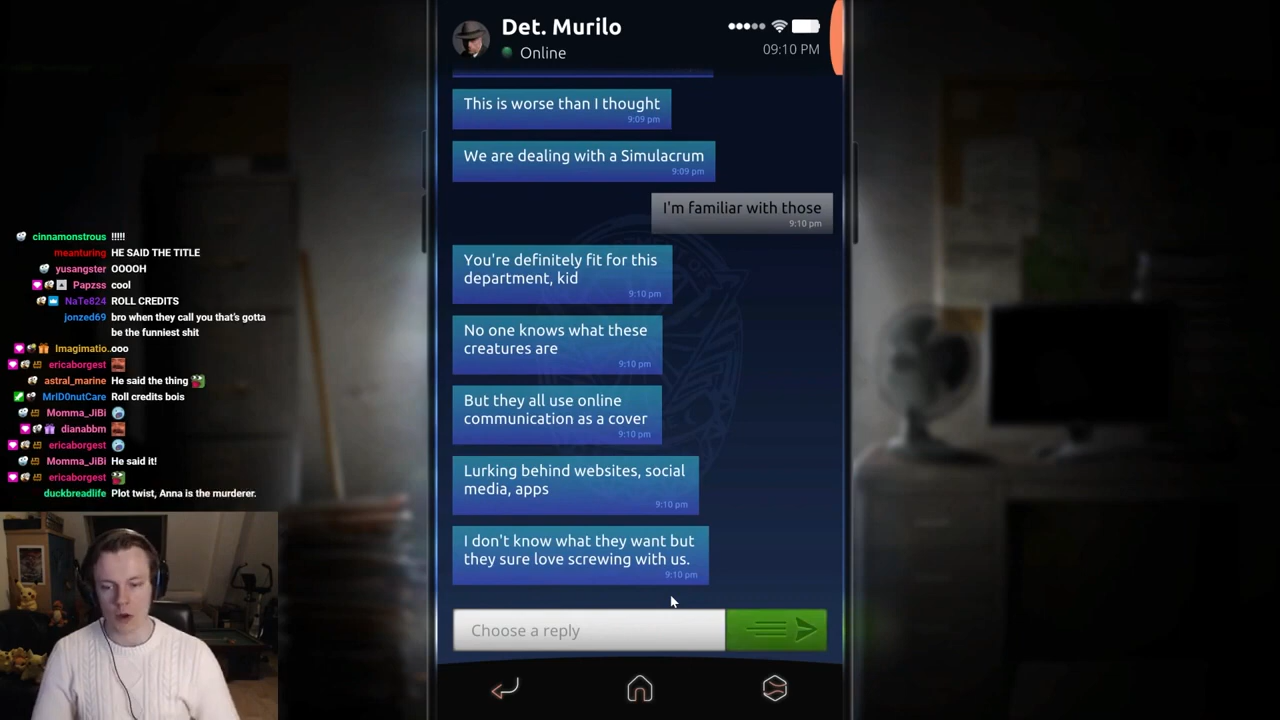 Det. Murilo
Online
09:10 PM
This is worse than I thought
9:09 pm
We are dealing with a Simulacrum
9:09 pm
I'm familiar with those
9:10 pm
You're definitely fit for this
department, kid
9:10 pm
No one knows what these
creatures are
9:10 pm
But they all use online
communication as a cover
9:10 pm
Lurking behind websites, social
media, apps
9:10 pm
I don't know what they want but
they sure love screwing with us.
9:10 pm
Choose a reply
cinnamonstrous !!!!!
meanturing HE SAID THE TITLE
yusangster OOOOH
Papzss cool
NaTe824 ROLL CREDITS
jonzed69 bro when they call you that's gotta
be the funniest shit
Imagimatio.. ooo
ericaborgest
astral_marine He said the thing
MrID0nutCare Roll credits bois
Momma_JiBi
dianabbm
ericaborgest
Momma_JiBi He said it!
ericaborgest
duckbreadlife Plot twist, Anna is the murderer.